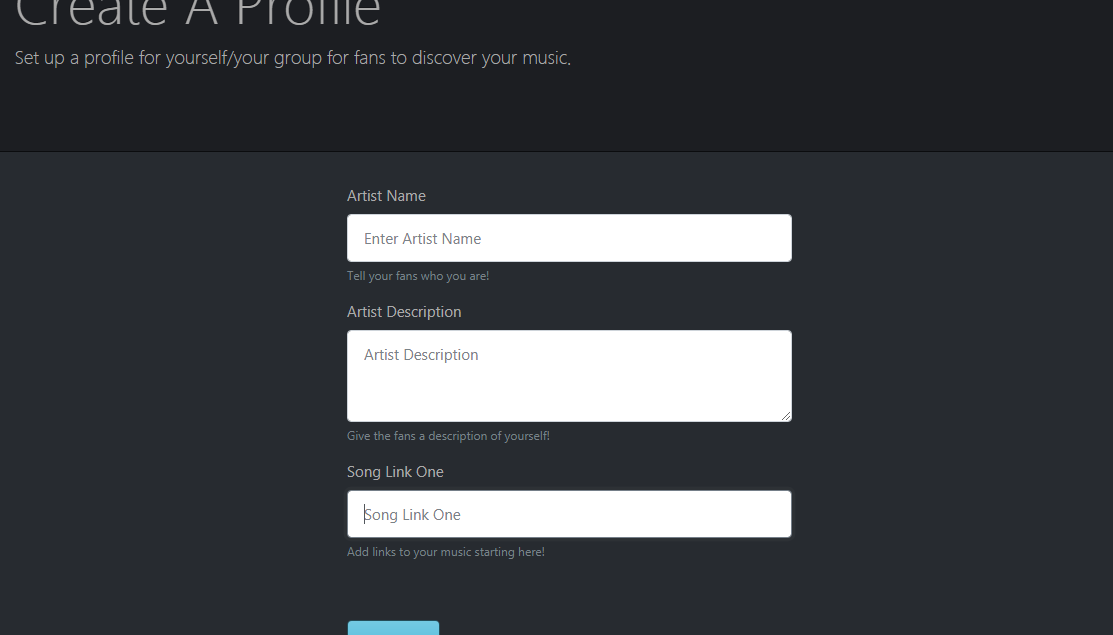 Create A Profile
Set up a profile for yourself/your group for fans to discover your music.
Artist Name
Enter Artist Name
Tell your fans who you are!
Artist Description
Artist Description
Give the fans a description of yourself!
Song Link One
Song Link One
Add links to your music starting here!